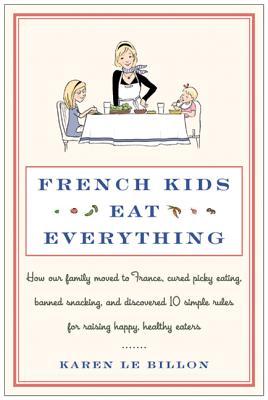 FRENCH KIDS
EAT
EVERYTHING
How our family moved to France, cured picky eating,
banned snacking, and discovered 10 simple rules
for raising happy, healthy eaters
.......
KAREN LE BILLON